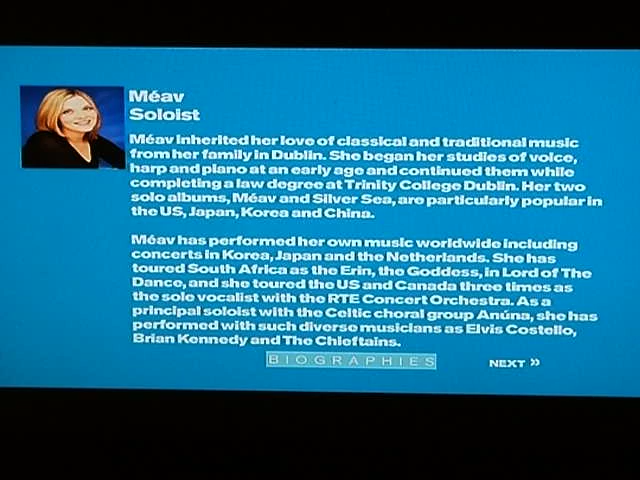 Méav
Soloist
Méav inherited her love of classical and traditional music
from her family in Dublin. She began her studies of voice,
harp and piano at an early age and continued them while
completing a law degree at Trinity College Dublin. Her two
solo albums, Méav and Silver Sea, are particularly popular in
the US, Japan, Korea and China.
Méav has performed her own music worldwide including
concerts in Korea, Japan and the Netherlands. She has
toured South Africa as the Erin, the Goddess, in Lord of The
Dance, and she toured the US and Canada three times as
the sole vocalist with the RTE Concert Orchestra. As a
principal soloist with the Celtic choral group Anúna, she has
performed with such diverse musicians as Elvis Costello,
Brian Kennedy and The Chieftains.
BIOGRAPHIES
NEXT »